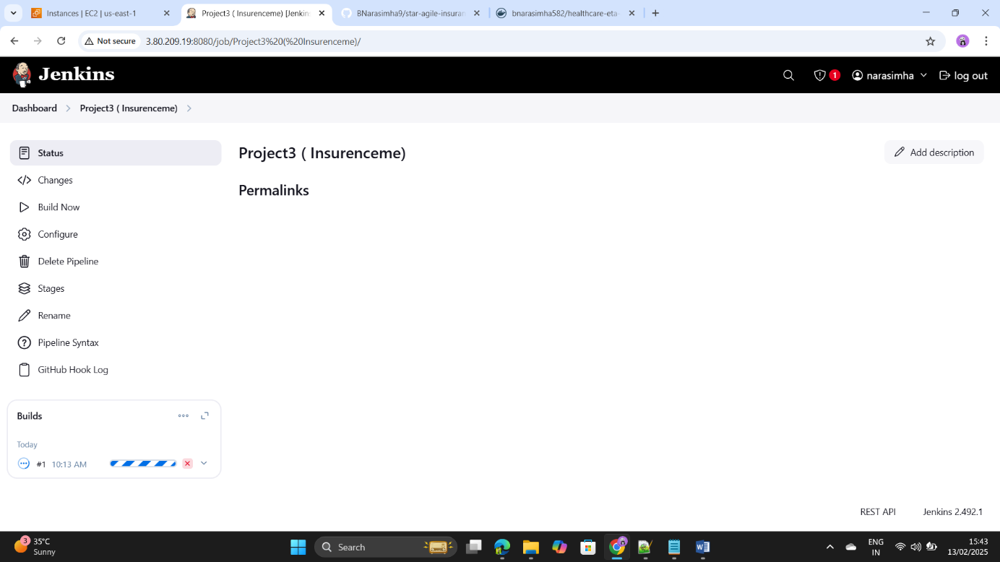 Instances | EC2 | us-east-1
Project3 ( Insurenceme) [Jenkins
BNarasimha9/star-agile-insuran
bnarasimha582/healthcare-eta-
Not secure
3.80.209.19:8080/job/Project3%20(%20Insurenceme)/
Jenkins
1
narasimha
log out
Dashboard
Project3 ( Insurenceme)
Status
Changes
Build Now
Configure
Delete Pipeline
Stages
Rename
Pipeline Syntax
GitHub Hook Log
Project3 ( Insurenceme)
Add description
Permalinks
Builds
Today
#1 10:13 AM
REST API
Jenkins 2.492.1
3
35°C
Sunny
Search
ENG
IN
15:43
13/02/2025